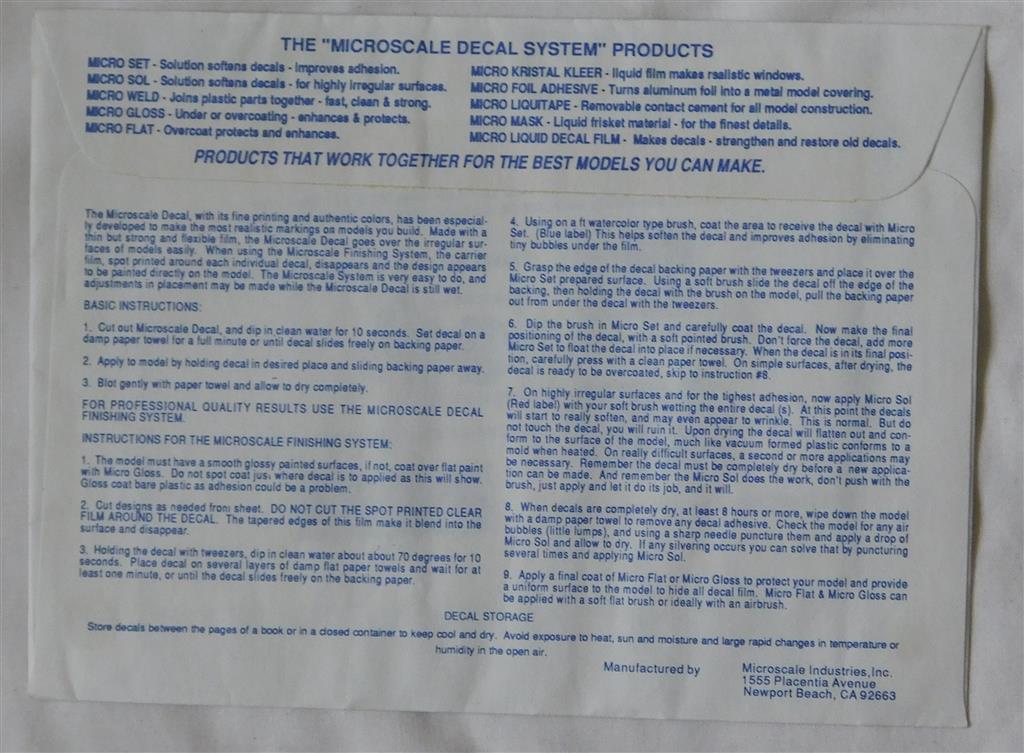 THE "MICROSCALE DECAL SYSTEM" PRODUCTS
MICRO SET - Solution softens decals - improves adhesion.
MICRO SOL - Solution softens decals - for highly irregular surfaces.
MICRO WELD - Joins plastic parts together - fast, clean & strong.
MICRO GLOSS - Under or overcoating - enhances & protects.
MICRO FLAT - Overcoat protects and enhances.
MICRO KRISTAL KLEER - liquid film makes realistic windows.
MICRO FOIL ADHESIVE - Turns aluminum foil into a metal model covering.
MICRO LIQUITAPE - Removable contact cement for all model construction.
MICRO MASK - Liquid frisket material - for the finest details.
MICRO LIQUID DECAL FILM - Makes decals - strengthen and restore old decals.
PRODUCTS THAT WORK TOGETHER FOR THE BEST MODELS YOU CAN MAKE.
The Microscale Decal, with its fine printing and authentic colors, has been especial-
ly developed to make the most realistic markings on models you build. Made with a
thin but strong and flexible film, the Microscale Decal goes over the irregular sur-
faces of models easily. When using the Microscale Finishing System, the carrier
film, spot printed around each individual decal, disappears and the design appears
to be painted directly on the model. The Microscale System is very easy to do, and
adjustments in placement may be made while the Microscale Decal is still wet.
BASIC INSTRUCTIONS:
1. Cut out Microscale Decal, and dip in clean water for 10 seconds. Set decal on a
damp paper towel for a full minute or until decal slides freely on backing paper.
2. Apply to model by holding decal in desired place and sliding backing paper away.
3. Blot gently with paper towel and allow to dry completely.
FOR PROFESSIONAL QUALITY RESULTS USE THE MICROSCALE DECAL
FINISHING SYSTEM.
INSTRUCTIONS FOR THE MICROSCALE FINISHING SYSTEM:
1. The model must have a smooth glossy painted surfaces, if not, coat over flat paint
with Micro Gloss. Do not spot coat just where decal is to applied as this will show.
Gloss coat bare plastic as adhesion could be a problem.
2. Cut designs as needed from sheet. DO NOT CUT THE SPOT PRINTED CLEAR
FILM AROUND THE DECAL. The tapered edges of this film make it blend into the
surface and disappear.
3. Holding the decal with tweezers, dip in clean water about about 70 degrees for 10
seconds. Place decal on several layers of damp flat paper towels and wait for at
least one minute, or until the decal slides freely on the backing paper.
4. Using on a ft watercolor type brush, coat the area to receive the decal with Micro
Set. (Blue label) This helps soften the decal and improves adhesion by eliminating
tiny bubbles under the film.
5. Grasp the edge of the decal backing paper with the tweezers and place it over the
Micro Set prepared surface. Using a soft brush slide the decal off the edge of the
backing, then holding the decal with the brush on the model, pull the backing paper
out from under the decal with the tweezers.
6. Dip the brush in Micro Set and carefully coat the decal. Now make the final
positioning of the decal, with a soft pointed brush. Don't force the decal, add more
Micro Set to float the decal into place if necessary. When the decal is in its final posi-
tion, carefully press with a clean paper towel. On simple surfaces, after drying, the
decal is ready to be overcoated, skip to instruction #8.
7. On highly irregular surfaces and for the tighest adhesion, now apply Micro Sol
(Red label) with your soft brush wetting the entire decal (s). At this point the decals
will start to really soften, and may even appear to wrinkle. This is normal. But do
not touch the decal, you will ruin it. Upon drying the decal will flatten out and con-
form to the surface of the model, much like vacuum formed plastic conforms to a
mold when heated. On really difficult surfaces, a second or more applications may
be necessary. Remember the decal must be completely dry before a new applica-
tion can be made. And remember the Micro Sol does the work, don't push with the
brush, just apply and let it do its job, and it will.
8. When decals are completely dry, at least 8 hours or more, wipe down the model
with a damp paper towel to remove any decal adhesive. Check the model for any air
bubbles (little lumps), and using a sharp needle puncture them and apply a drop of
Micro Sol and allow to dry. If any silvering occurs you can solve that by puncturing
several times and applying Micro Sol.
9. Apply a final coat of Micro Flat or Micro Gloss to protect your model and provide
a uniform surface to the model to hide all decal film. Micro Flat & Micro Gloss can
be applied with a soft flat brush or ideally with an airbrush.
DECAL STORAGE
Store decals between the pages of a book or in a closed container to keep cool and dry. Avoid exposure to heat, sun and moisture and large rapid changes in temperature or
humidity in the open air.
Manufactured by
Microscale Industries, Inc.
1555 Placentia Avenue
Newport Beach, CA 92663